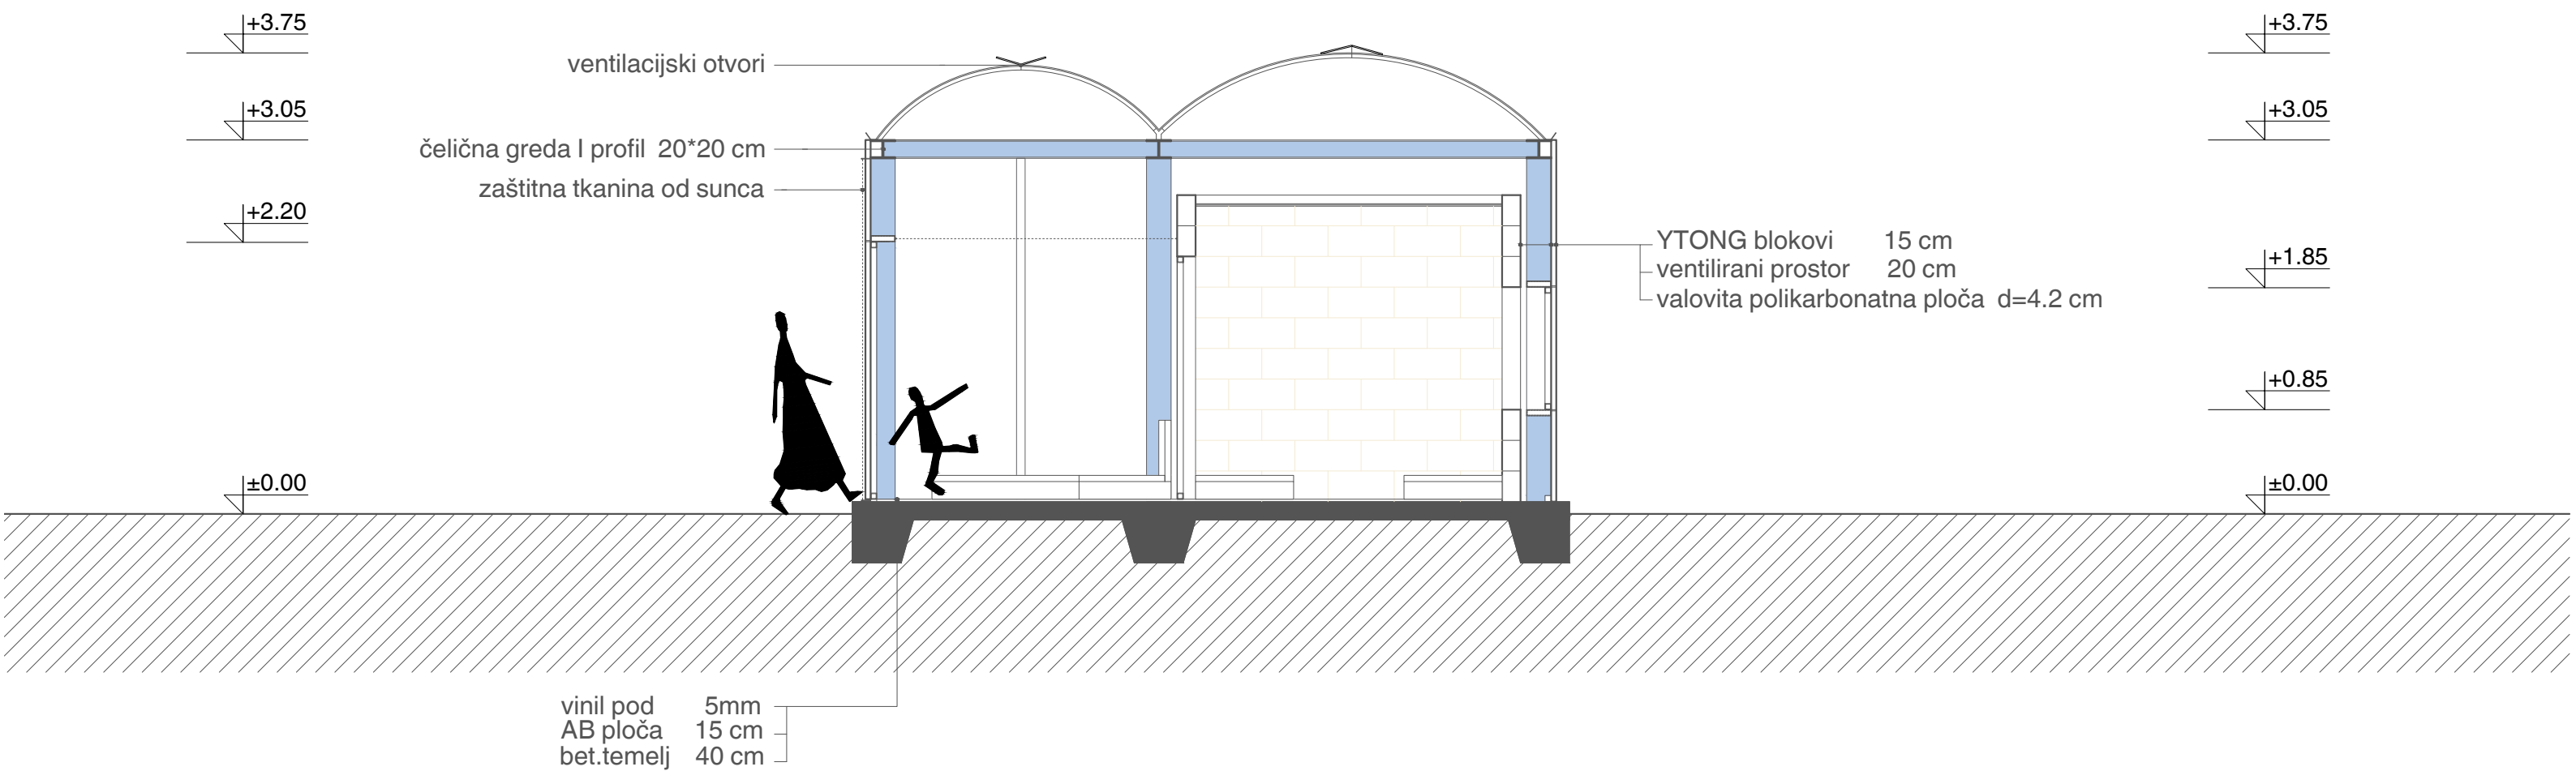 +3.75
+3.05
+2.20
±0.00
ventilacijski otvori
čelična greda I profil 20*20 cm
zaštitna tkanina od sunca
vinil pod 5mm
AB ploča 15 cm
bet.temelj 40 cm
YTONG blokovi 15 cm
ventilirani prostor 20 cm
valovita polikarbonatna ploča d=4.2 cm
+3.75
+3.05
+1.85
+0.85
±0.00